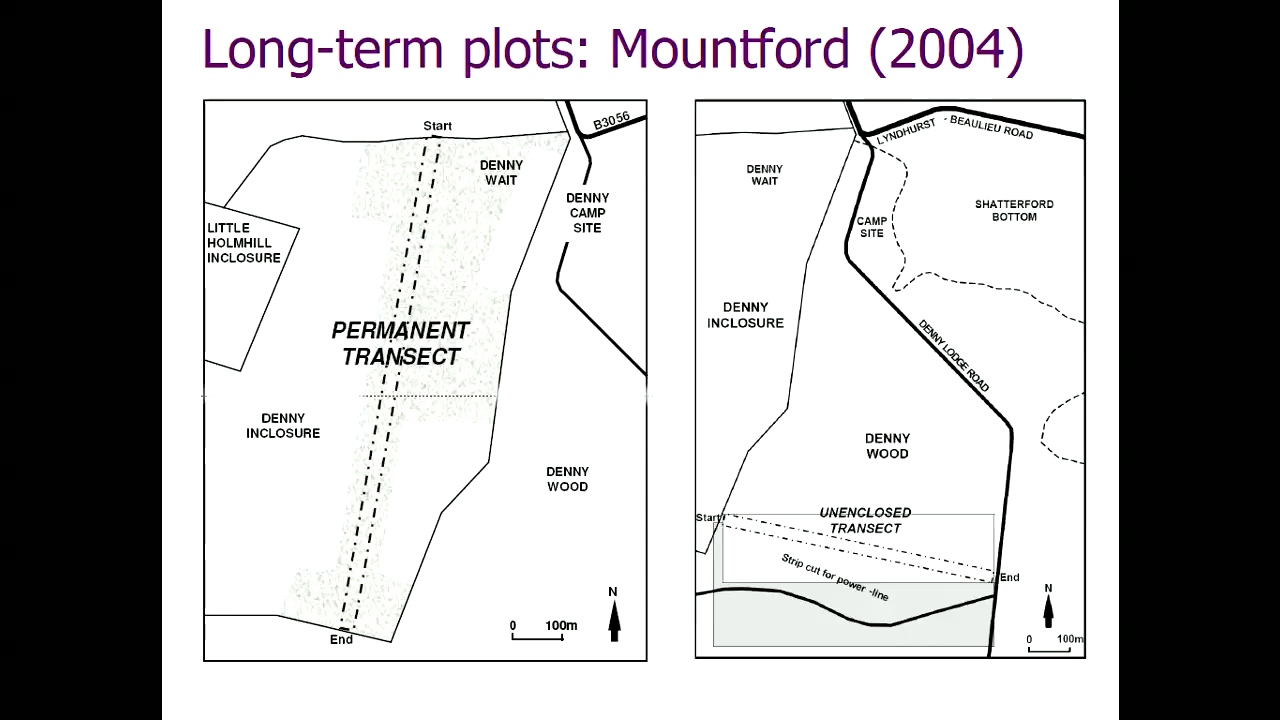 Long-term plots: Mountford (2004)
Start
B3056
DENNY
WAIT
DENNY
CAMP
SITE
LITTLE
HOLMHILL
INCLOSURE
PERMANENT
TRANSECT
DENNY
INCLOSURE
DENNY
WOOD
N
0 100m
End
LYNDHURST - BEAULIEU ROAD
DENNY
WAIT
SHATTERFORD
BOTTOM
CAMP
SITE
DENNY
INCLOSURE
DENNY LODGE ROAD
DENNY
WOOD
UNENCLOSED
TRANSECT
Start
Strip cut for power -line
End
N
0 100m